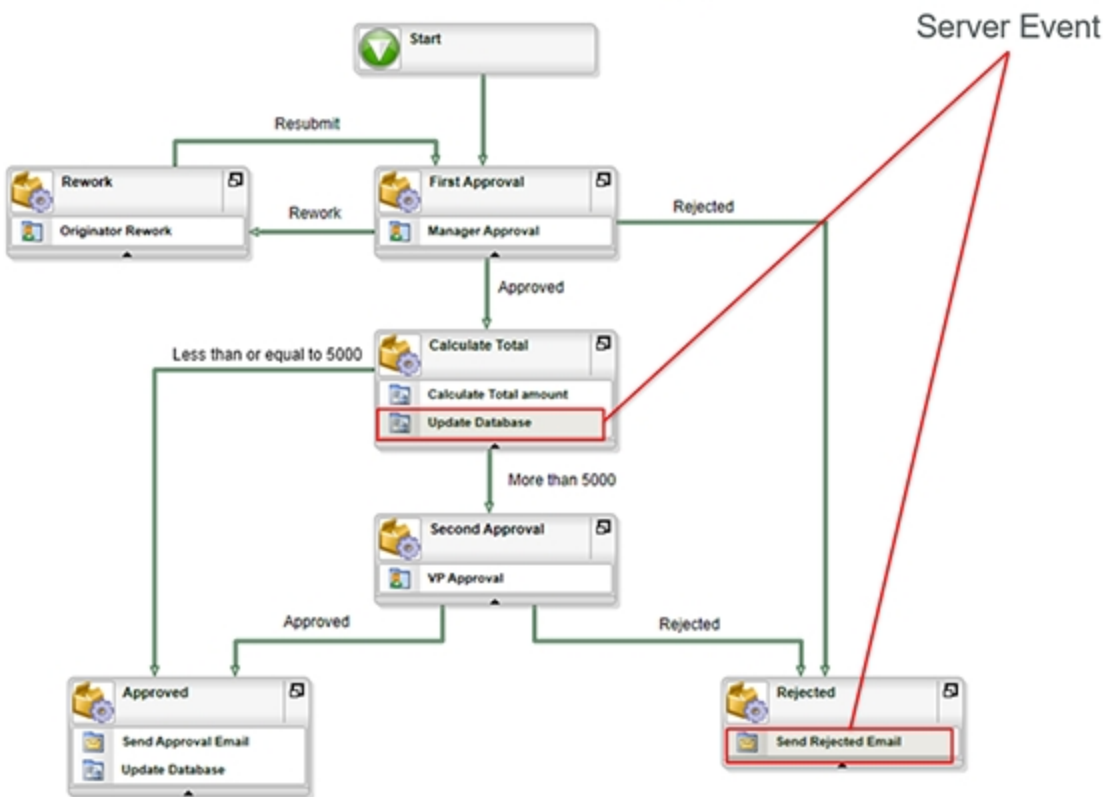 Server Event
Start
Resubmit
Rework
First Approval
Rejected
Rework
Originator Rework
Manager Approval
Approved
Less than or equal to 5000
Calculate Total
Calculate Total amount
Update Database
More than 5000
Second Approval
VP Approval
Approved
Rejected
Approved
Rejected
Send Approval Email
Send Rejected Email
Update Database